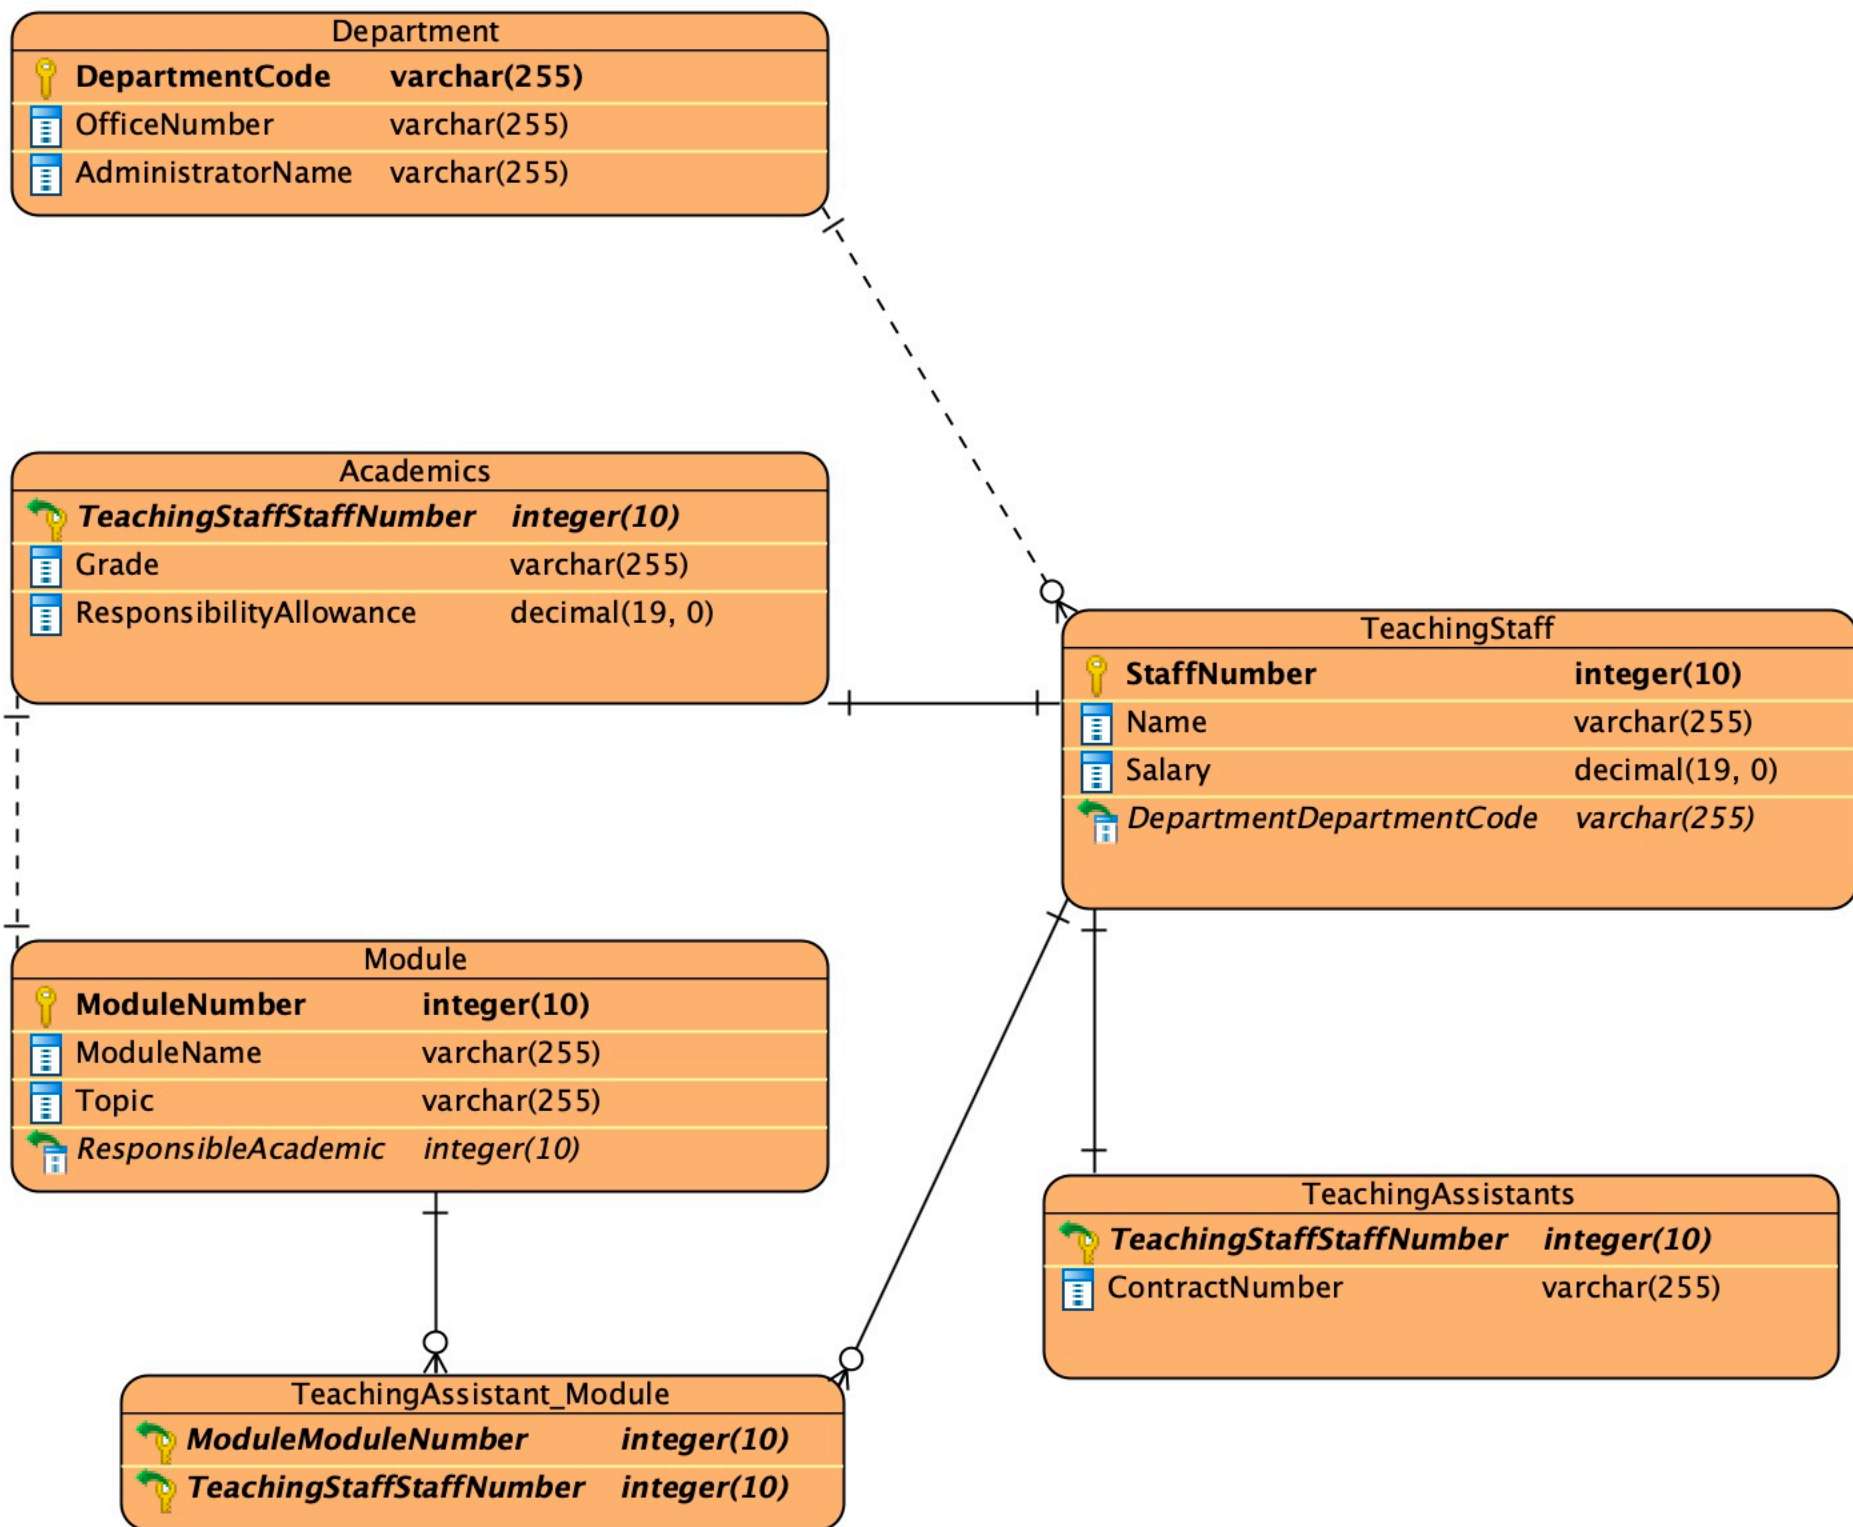 Department
DepartmentCode varchar(255)
OfficeNumber varchar(255)
AdministratorName varchar(255)
Academics
TeachingStaffStaffNumber integer(10)
Grade varchar(255)
ResponsibilityAllowance decimal(19, 0)
TeachingStaff
StaffNumber integer(10)
Name varchar(255)
Salary decimal(19, 0)
DepartmentDepartmentCode varchar(255)
Module
ModuleNumber integer(10)
ModuleName varchar(255)
Topic varchar(255)
ResponsibleAcademic integer(10)
TeachingAssistants
TeachingStaffStaffNumber integer(10)
ContractNumber varchar(255)
TeachingAssistant_Module
ModuleModuleNumber integer(10)
TeachingStaffStaffNumber integer(10)